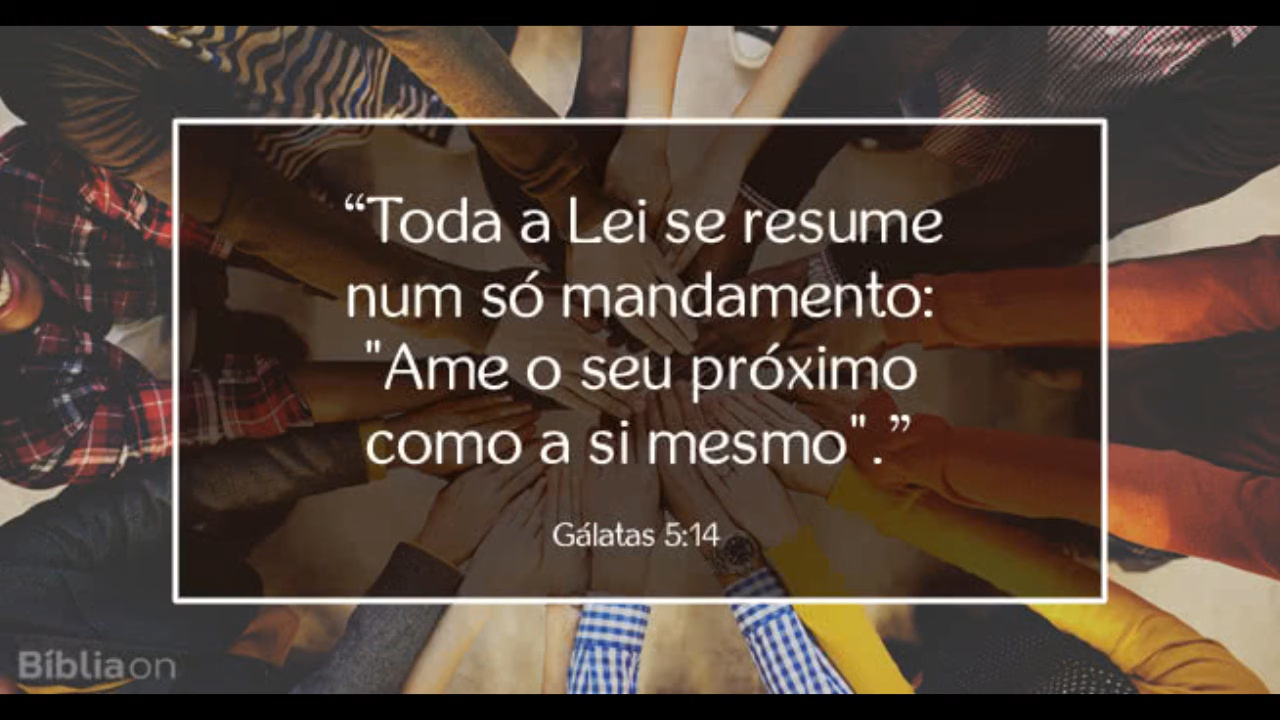 “Toda a Lei se resume
num só mandamento:
"Ame o seu próximo
como a si mesmo" .”
Gálatas 5:14
Bíbliaon